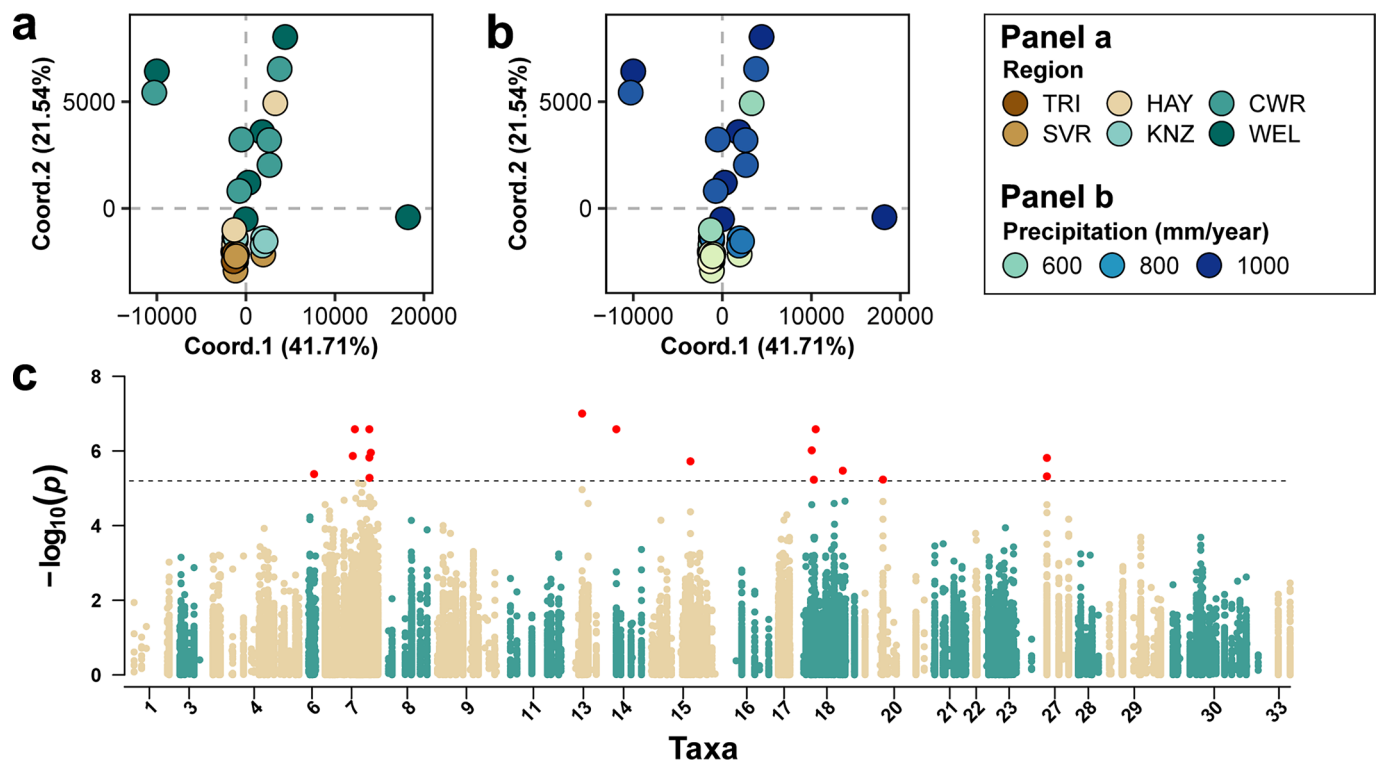 a
Coord.2 (21.54%)
5000
0
−10000 0 10000 20000
Coord.1 (41.71%)
b
Coord.2 (21.54%)
5000
0
−10000 0 10000 20000
Coord.1 (41.71%)
Panel a
Region
TRI HAY CWR
SVR KNZ WEL
Panel b
Precipitation (mm/year)
600 800 1000
c
−log10(p)
8
6
4
2
0
1 3 4 6 7 8 9 11 13 14 15 16 17 18 20 21 22 23 27 28 29 30 33
Taxa